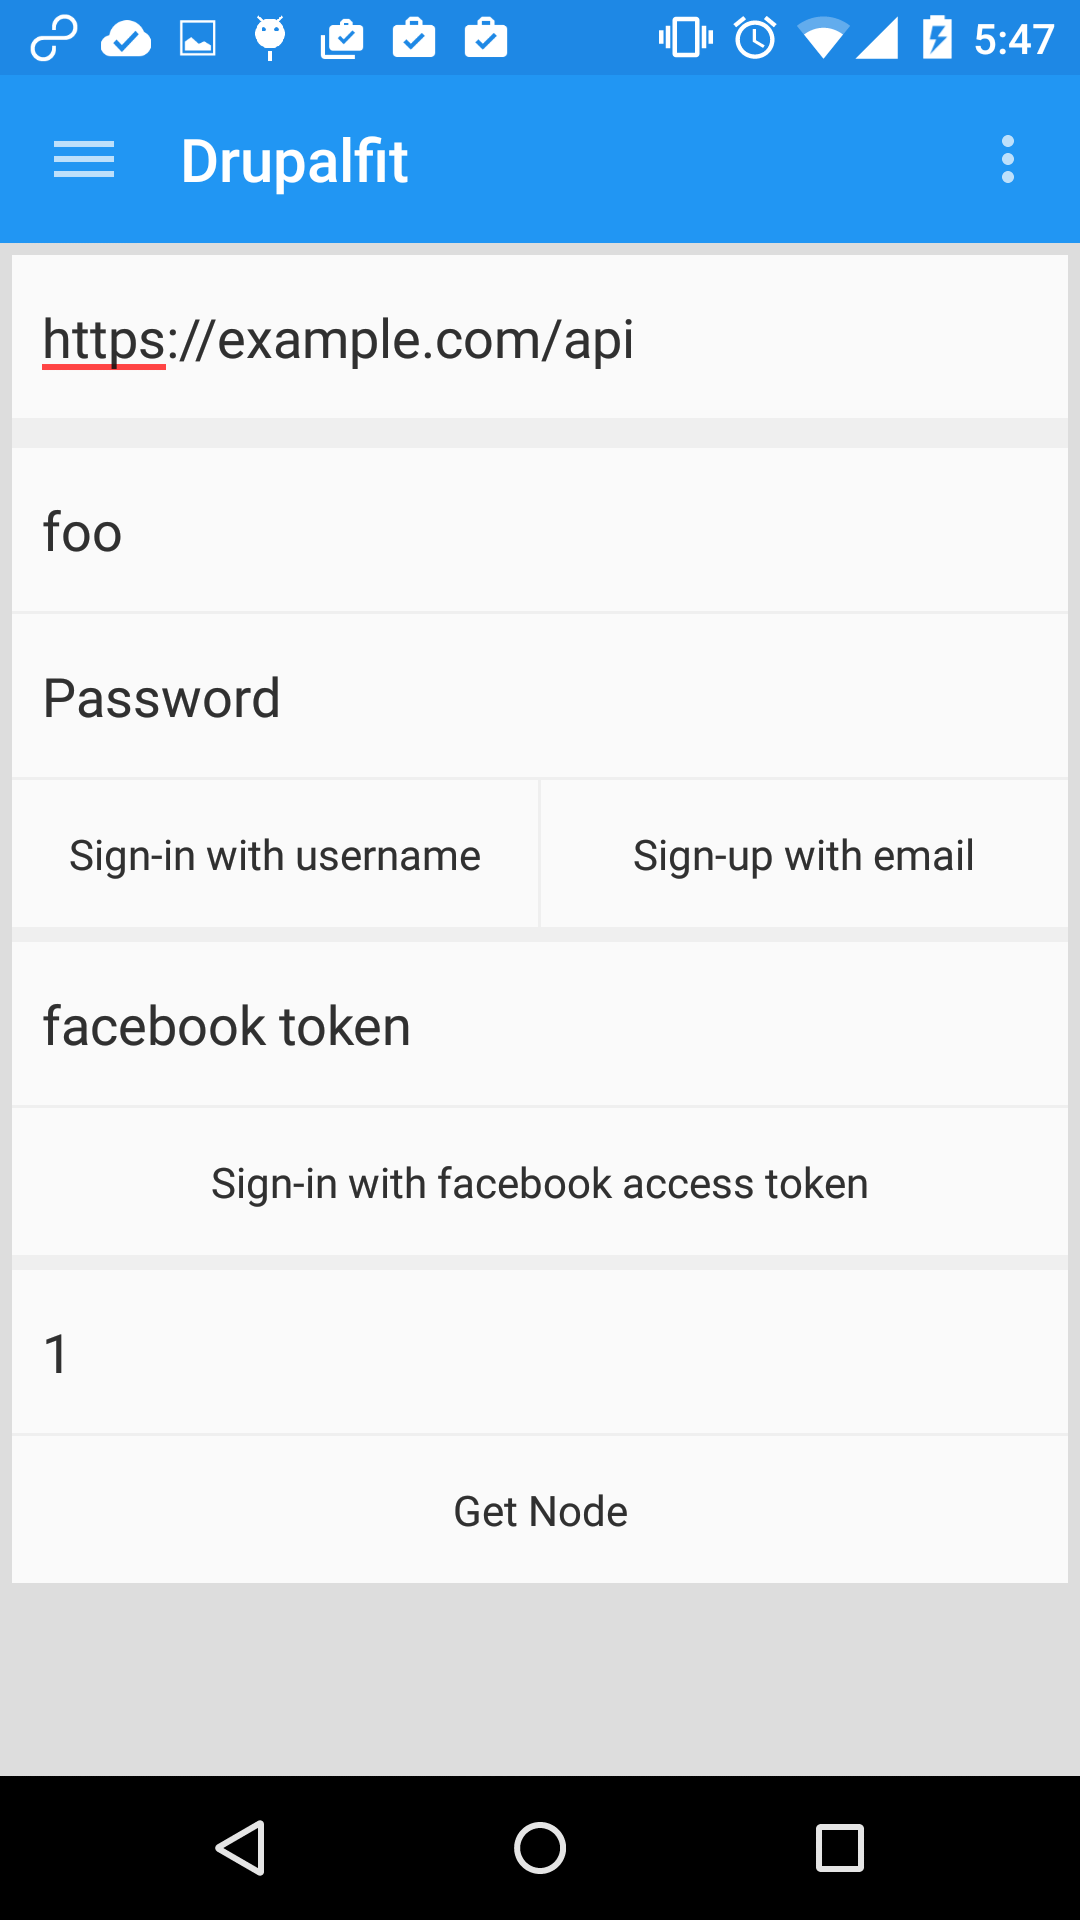 5:47
Drupalfit
https://example.com/api
foo
Password
Sign-in with username
Sign-up with email
facebook token
Sign-in with facebook access token
1
Get Node